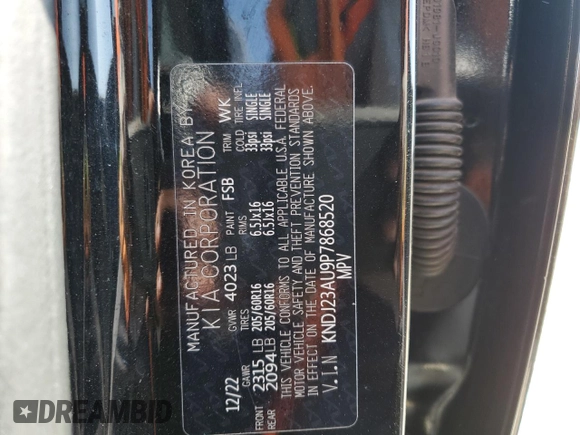 MANUFACTURED IN KOREA BY
KIA CORPORATION
12/22 GVWR 4023 LB PAINT FSB TRIM WK
GAWR TIRES RIMS COLD TIRE INFL.
FRONT 2315 LB 205/60R16 6.5Jx16 33psi SINGLE
REAR 2094 LB 205/60R16 6.5Jx16 33psi SINGLE
THIS VEHICLE CONFORMS TO ALL APPLICABLE U.S.A. FEDERAL
MOTOR VEHICLE SAFETY AND THEFT PREVENTION STANDARDS
IN EFFECT ON THE DATE OF MANUFACTURE SHOWN ABOVE.
V.I.N KNDJ23AU9P7868520
MPV
DREAMBID